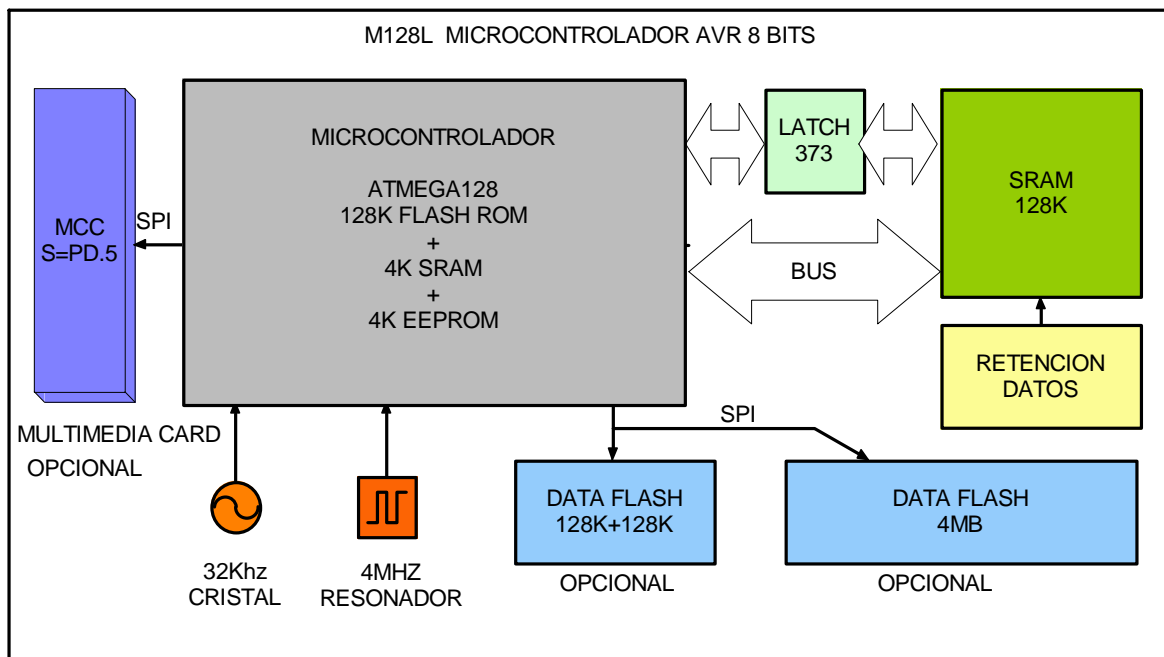 M128L MICROCONTROLADOR AVR 8 BITS
MICROCONTROLADOR
ATMEGA128
128K FLASH ROM
+
4K SRAM
+
4K EEPROM
MCC
S=PD.5
SPI
LATCH
373
SRAM
128K
BUS
RETENCION
DATOS
MULTIMEDIA CARD
OPCIONAL
SPI
32Khz
CRISTAL
4MHZ
RESONADOR
DATA FLASH
128K+128K
OPCIONAL
DATA FLASH
4MB
OPCIONAL